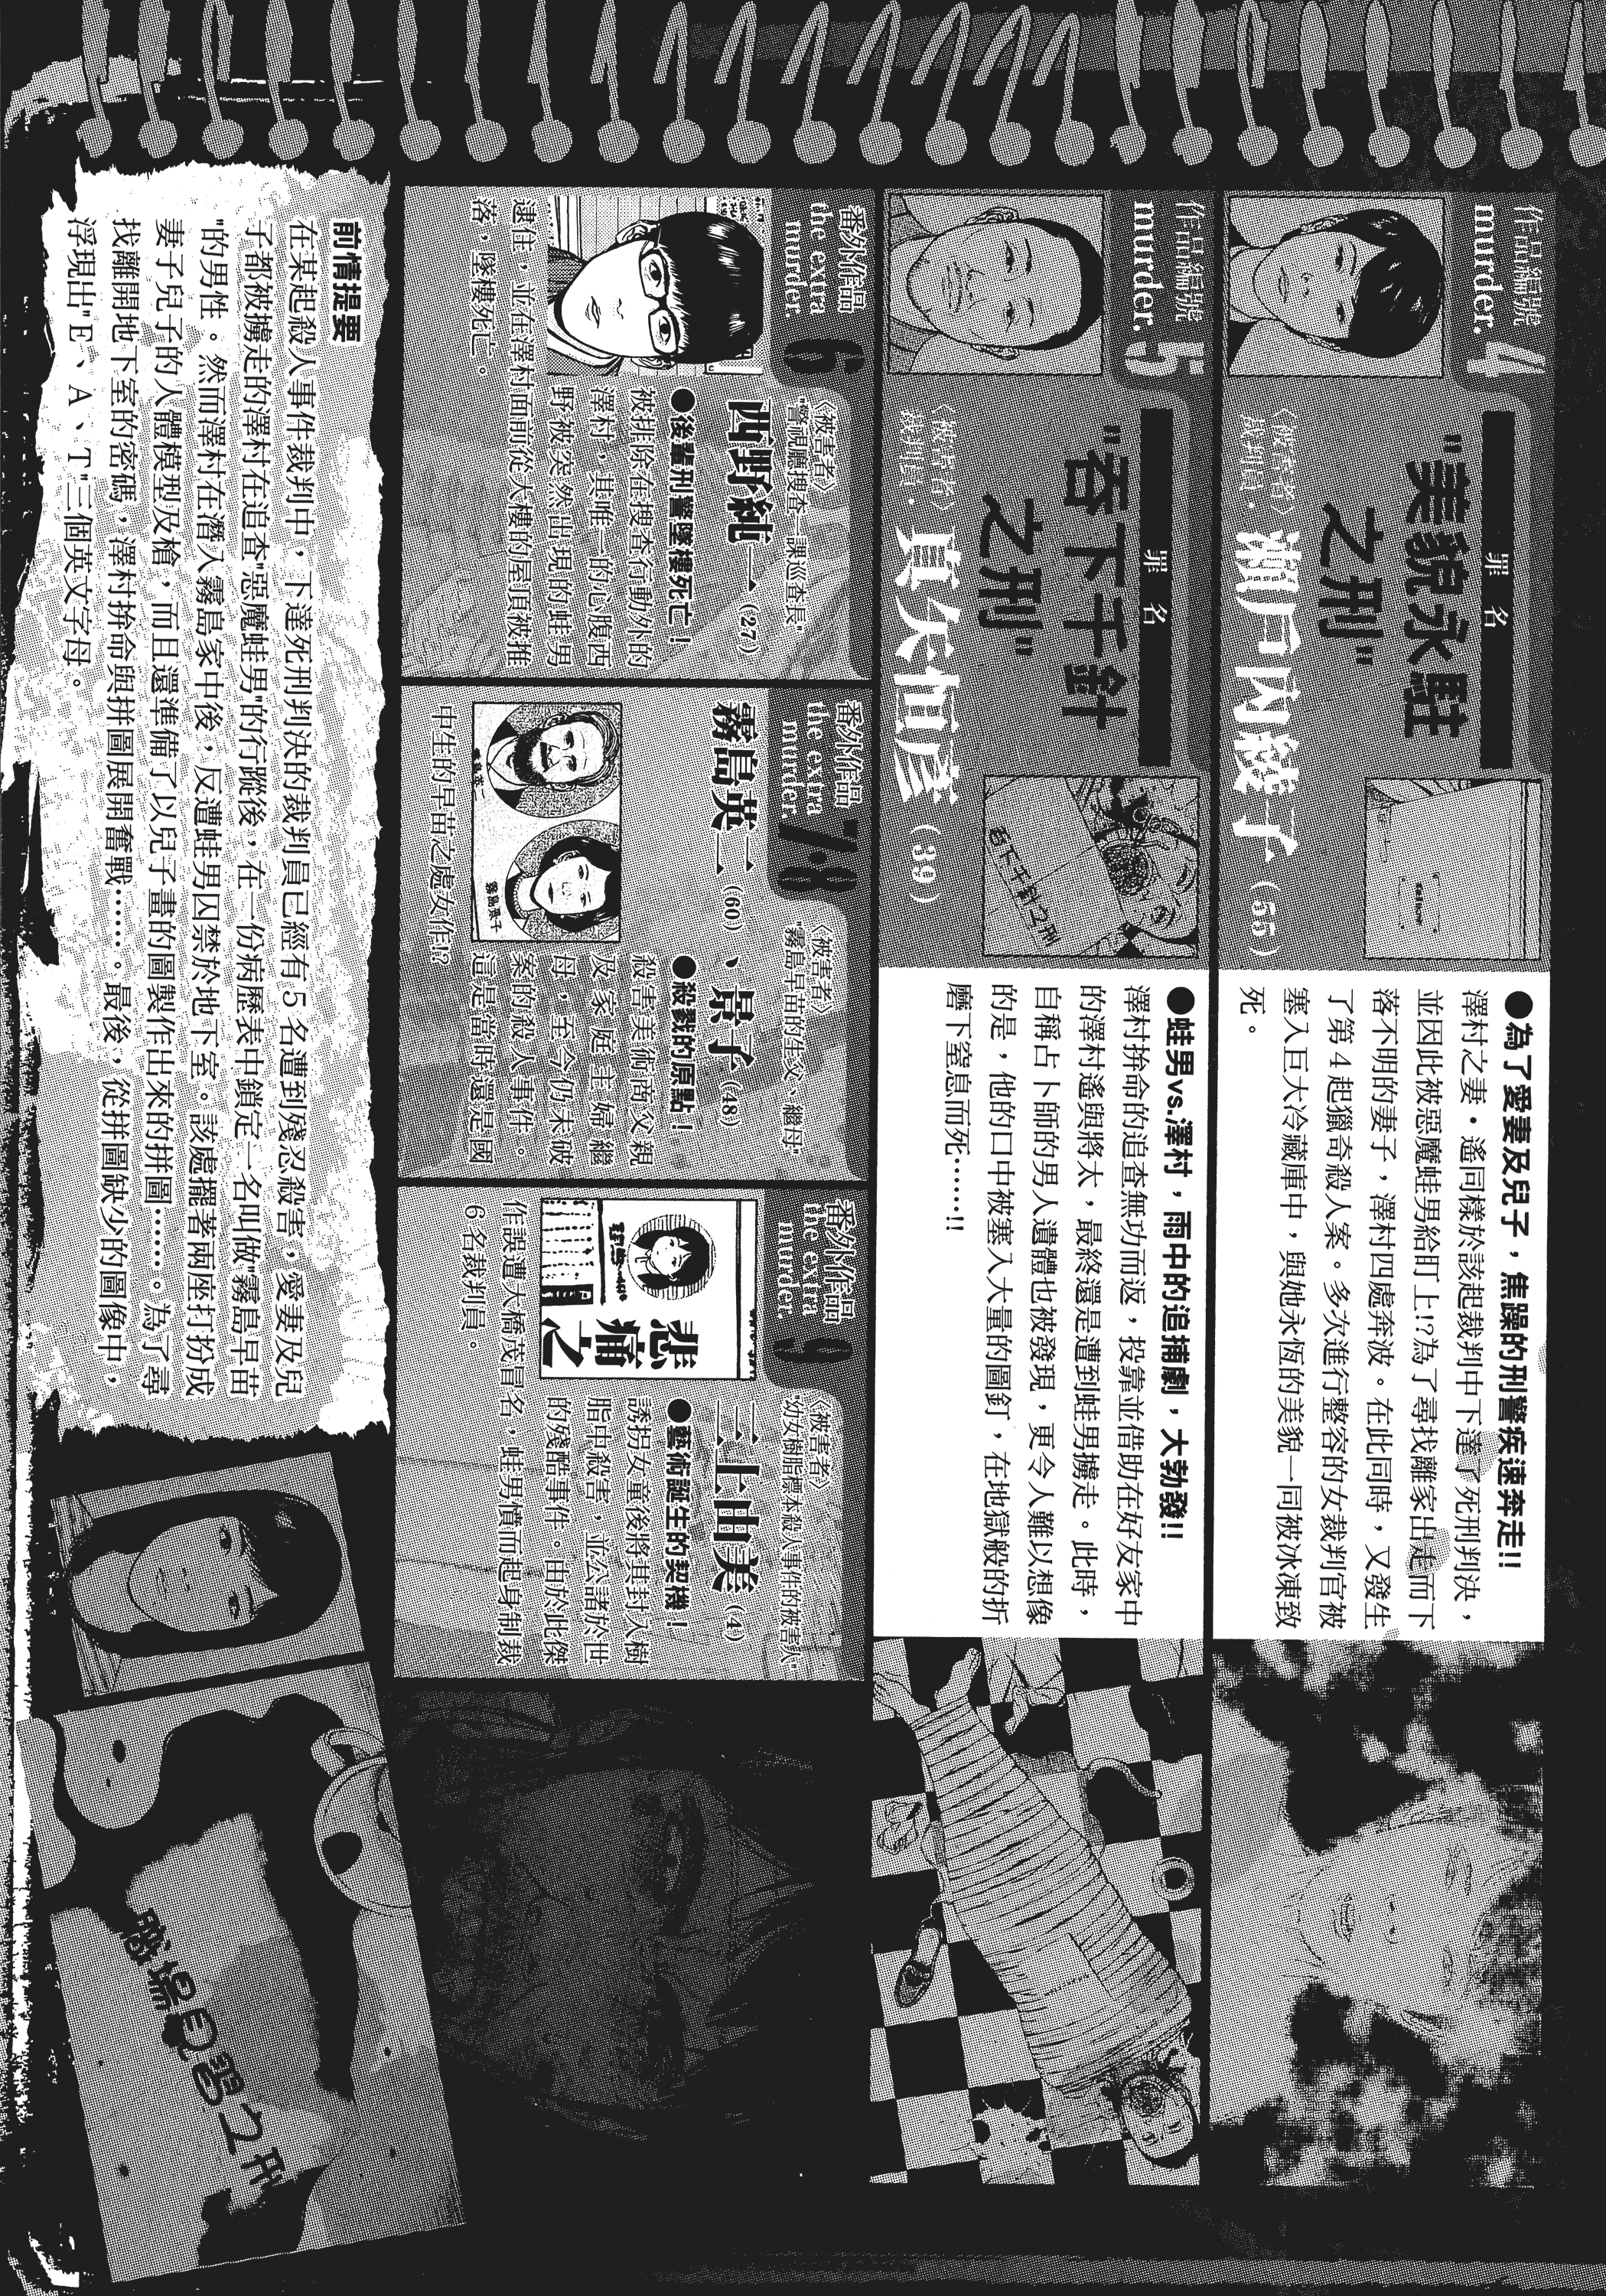 作品編號
murder. 4
罪名
"美貌永駐
之刑"
〈被害者〉
裁判員·瀨戶內綾子(55)
●為了愛妻及兒子，焦躁的刑警疾速奔走!!
澤村之妻・遙同樣於該起裁判中下達了死刑判決，
並因此被惡魔蛙男給盯上!?為了尋找離家出走而下
落不明的妻子，澤村四處奔波。在此同時，又發生
了第4起獵奇殺人案。多次進行整容的女裁判官被
塞入巨大冷藏庫中，與她永恆的美貌一同被冰凍致
死。
作品編號
murder. 5
罪名
"吞下千針
之刑"
〈被害者〉
裁判員·真矢恒彥(39)
吞下千針之刑
●蛙男vs.澤村，雨中的追捕劇，大勃發!!
澤村拚命的追查無功而返，投靠並借助在好友家中
的澤村遙與將太，最終還是遭到蛙男擄走。此時，
自稱占卜師的男人遺體也被發現，更令人難以想像
的是，他的口中被塞入大量的圖釘，在地獄般的折
磨下窒息而死……!!
番外作品
the extra
murder. 6
〈被害者〉
"警視廳搜查一課巡查長"
西野純一(27)
●後輩刑警墜樓死亡！
被排除在搜查行動外的
澤村，其唯一的心腹西
野被突然出現的蛙男
逮住，並在澤村面前從大樓的屋頂被推
落，墜樓死亡。
番外作品
the extra
murder. 7·8
〈被害者〉
"霧島早苗的生父、繼母"
霧島英二(60)、景子(48)
●殺戮的原點！
殺害美術商父親
及家庭主婦繼
母，至今仍未破
案的殺人事件。
這是當時還是國
中生的早苗之處女作!?
番外作品
the extra
murder. 9
〈被害者〉
"幼女樹脂標本殺人事件的被害人"
三上由美(4)
悲
痛
之
●藝術誕生的契機！
誘拐女童後將其封入樹
脂中殺害，並公諸於世
的殘酷事件。由於此傑
作誤遭大橋茂冒名，蛙男憤而起身制裁
6名裁判員。
前情提要
在某起殺人事件裁判中，下達死刑判決的裁判員已經有5名遭到殘忍殺害，愛妻及兒
子都被擄走的澤村在追查"惡魔蛙男"的行蹤後，在一份病歷表中鎖定一名叫做"霧島早苗
"的男性。然而澤村在潛入霧島家中後，反遭蛙男囚禁於地下室。該處擺著兩座打扮成
妻子兒子的人體模型及槍，而且還準備了以兒子畫的圖製作出來的拼圖……。為了尋
找離開地下室的密碼，澤村拚命與拼圖展開奮戰……。最後，從拼圖缺少的圖像中，
浮現出"E、A、T"三個英文字母。